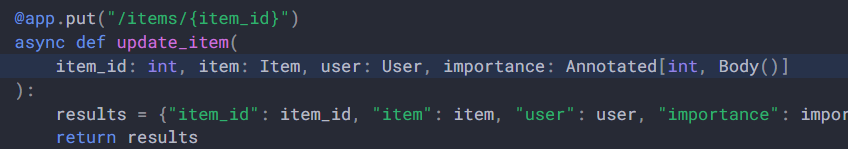 @app.put("/items/{item_id}")
async def update_item(
    item_id: int, item: Item, user: User, importance: Annotated[int, Body()]
):
    results = {"item_id": item_id, "item": item, "user": user, "importance": impor
    return results